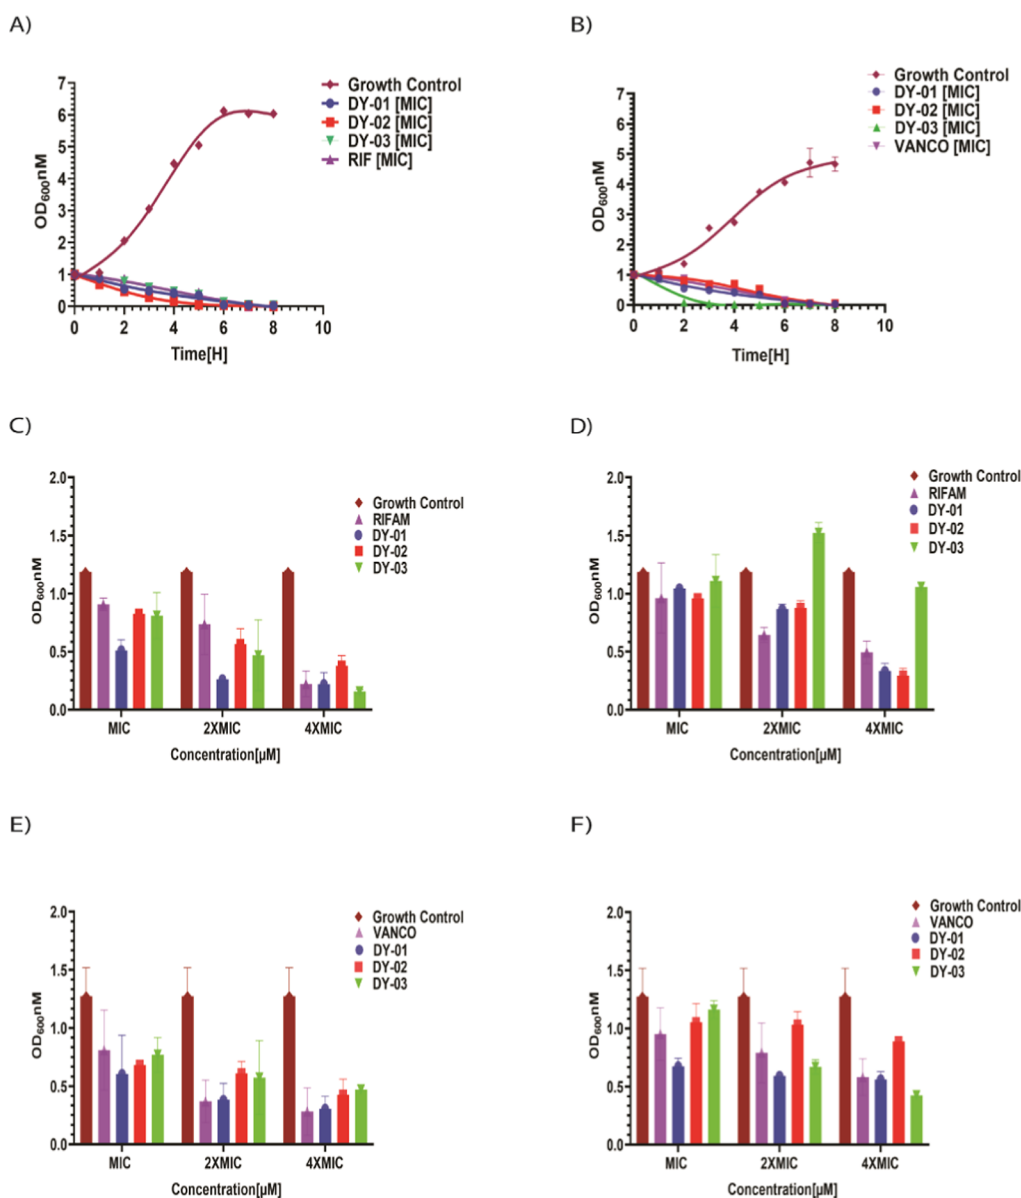 A)
OD600nM
7
6
5
4
3
2
1
0
0 2 4 6 8 10
Time[H]
Growth Control
DY-01 [MIC]
DY-02 [MIC]
DY-03 [MIC]
RIF [MIC]
B)
OD600nM
7
6
5
4
3
2
1
0
0 2 4 6 8 10
Time[H]
Growth Control
DY-01 [MIC]
DY-02 [MIC]
DY-03 [MIC]
VANCO [MIC]
C)
OD600nM
2.0
1.5
1.0
0.5
0.0
MIC 2XMIC 4XMIC
Concentration[µM]
Growth Control
RIFAM
DY-01
DY-02
DY-03
D)
OD600nM
2.0
1.5
1.0
0.5
0.0
MIC 2XMIC 4XMIC
Concentration[µM]
Growth Control
RIFAM
DY-01
DY-02
DY-03
E)
OD600nM
2.0
1.5
1.0
0.5
0.0
MIC 2XMIC 4XMIC
Concentration[µM]
Growth Control
VANCO
DY-01
DY-02
DY-03
F)
OD600nM
2.0
1.5
1.0
0.5
0.0
MIC 2XMIC 4XMIC
Concentration[µM]
Growth Control
VANCO
DY-01
DY-02
DY-03